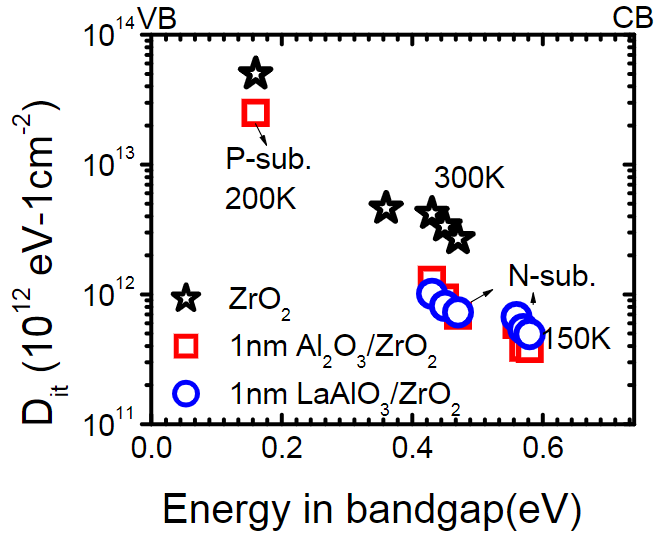 VB
CB
10^14
10^13
10^12
10^11
D_it (10^12 eV-1cm^-2)
P-sub.
200K
300K
N-sub.
150K
ZrO₂
1nm Al₂O₃/ZrO₂
1nm LaAlO₃/ZrO₂
0.0 0.2 0.4 0.6
Energy in bandgap(eV)